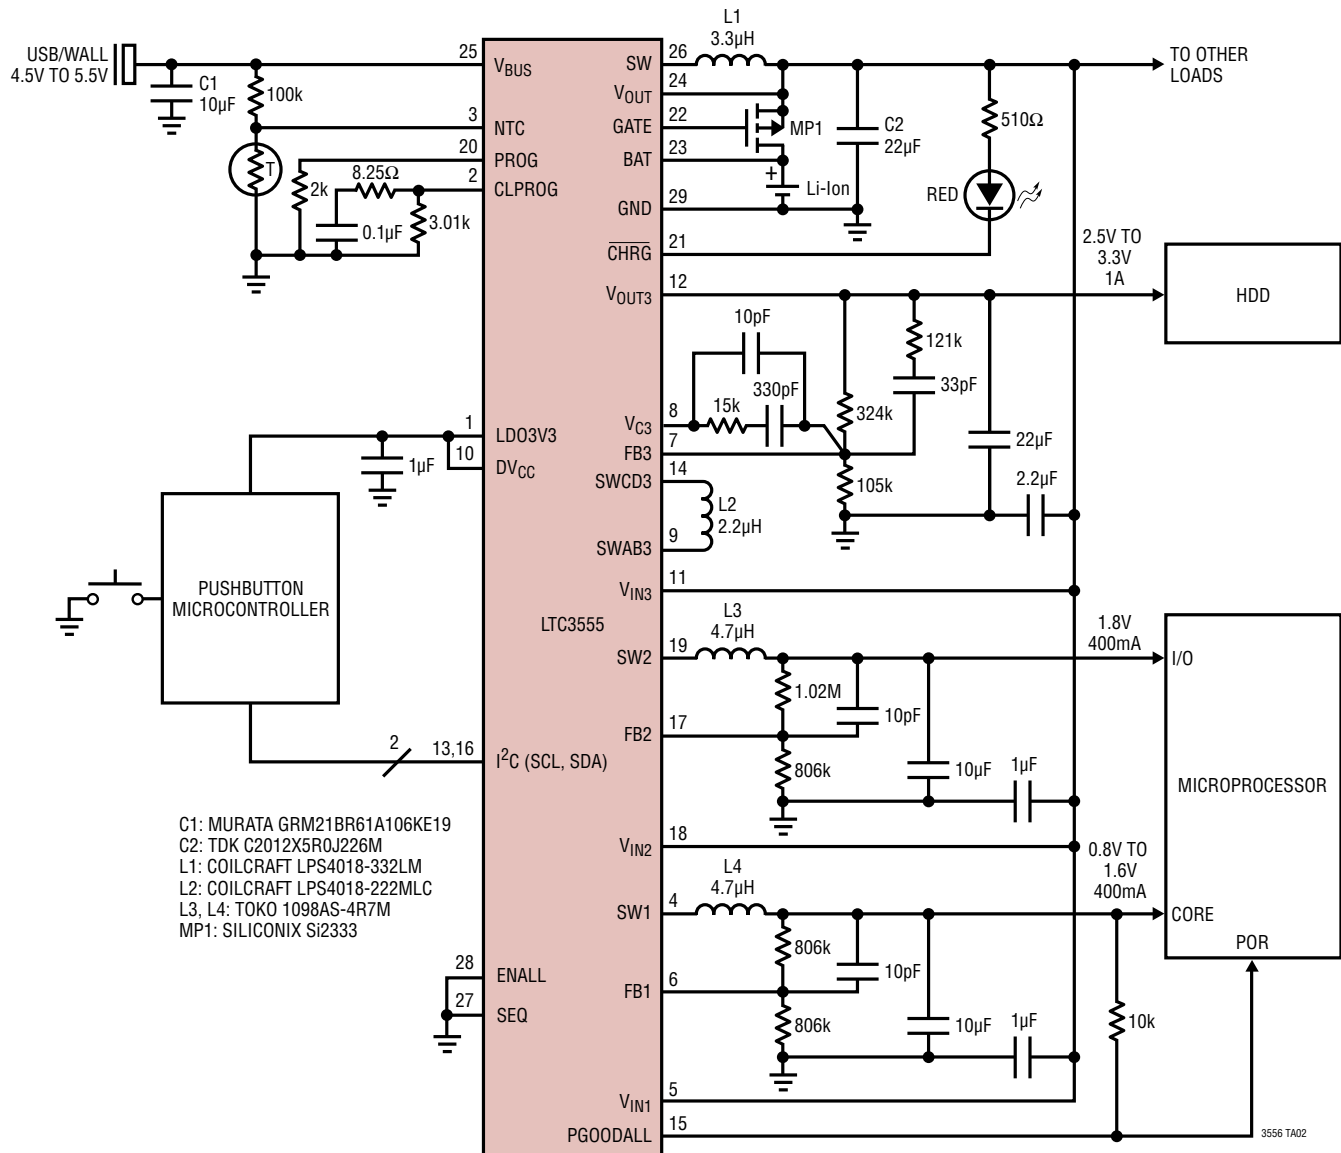 USB/WALL
4.5V TO 5.5V
C1
10µF
100k
T
2k
8.25Ω
0.1µF
3.01k
25
VBUS
3
NTC
20
PROG
2
CLPROG
1
LDO3V3
10
DVCC
1µF
PUSHBUTTON
MICROCONTROLLER
2
13,16
I2C (SCL, SDA)
28
ENALL
27
SEQ
LTC3555
C1: MURATA GRM21BR61A106KE19
C2: TDK C2012X5R0J226M
L1: COILCRAFT LPS4018-332LM
L2: COILCRAFT LPS4018-222MLC
L3, L4: TOKO 1098AS-4R7M
MP1: SILICONIX Si2333
SW
26
L1
3.3µH
TO OTHER
LOADS
VOUT
24
GATE
22
MP1
BAT
23
+
Li-Ion
C2
22µF
510Ω
RED
GND
29
CHRG
21
VOUT3
12
2.5V TO
3.3V
1A
HDD
10pF
330pF
15k
121k
33pF
324k
105k
22µF
2.2µF
VC3
8
FB3
7
SWCD3
14
L2
2.2µH
SWAB3
9
VIN3
11
SW2
19
L3
4.7µH
1.8V
400mA
I/O
1.02M
10pF
FB2
17
806k
10µF
1µF
MICROPROCESSOR
VIN2
18
SW1
4
L4
4.7µH
0.8V TO
1.6V
400mA
CORE
POR
806k
10pF
FB1
6
806k
10µF
1µF
10k
VIN1
5
PGOODALL
15
3556 TA02